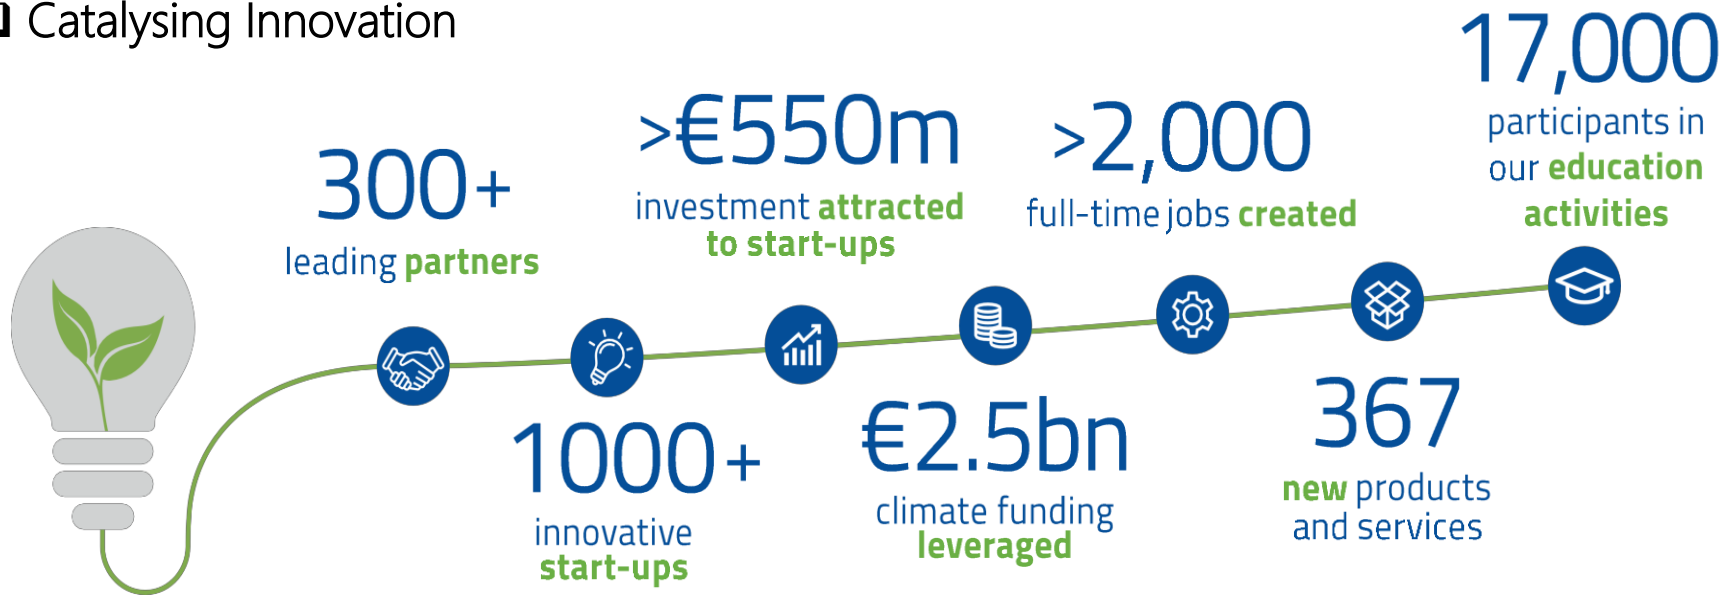 Catalysing Innovation
300+
leading partners
1000+
innovative
start-ups
>€550m
investment attracted
to start-ups
€2.5bn
climate funding
leveraged
>2,000
full-time jobs created
367
new products
and services
17,000
participants in
our education
activities